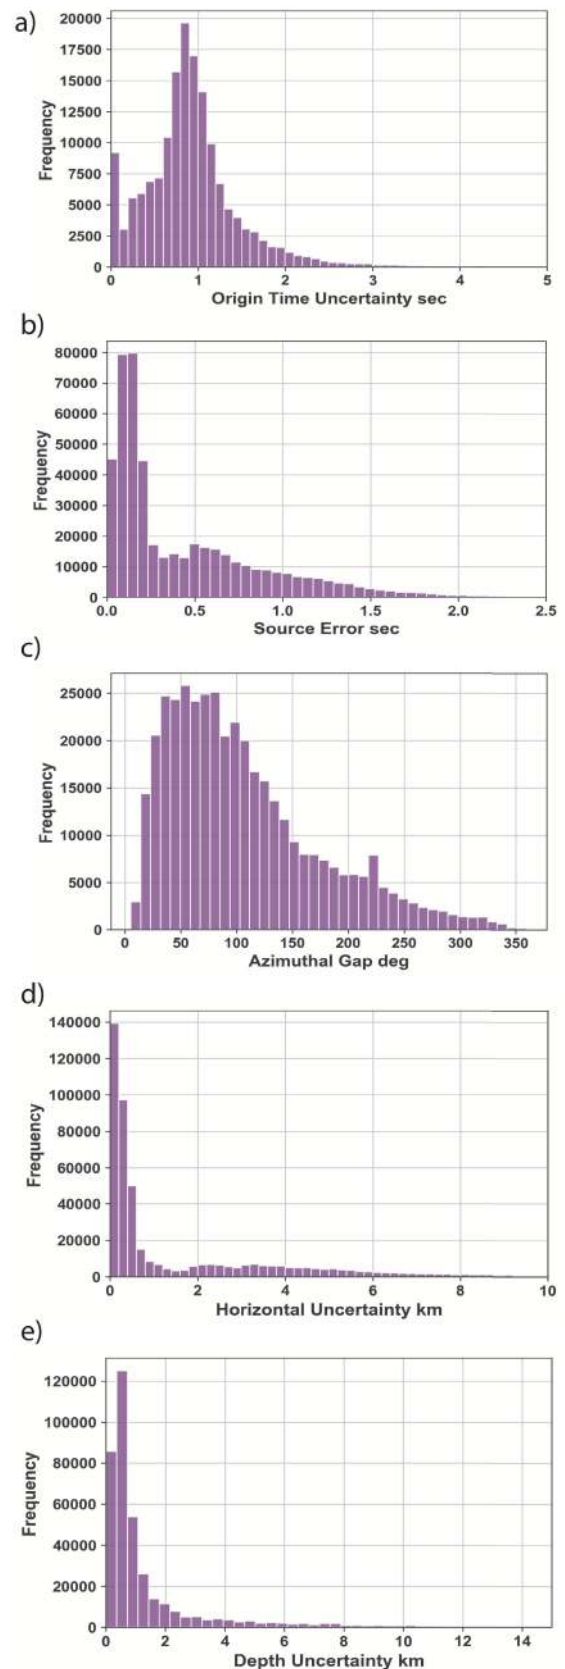 a)
20000
17500
15000
12500
10000
7500
5000
2500
0
Frequency
0 1 2 3 4 5
Origin Time Uncertainty sec
b)
80000
70000
60000
50000
40000
30000
20000
10000
0
Frequency
0.0 0.5 1.0 1.5 2.0 2.5
Source Error sec
c)
25000
20000
15000
10000
5000
0
Frequency
0 50 100 150 200 250 300 350
Azimuthal Gap deg
d)
140000
120000
100000
80000
60000
40000
20000
0
Frequency
0 2 4 6 8 10
Horizontal Uncertainty km
e)
120000
100000
80000
60000
40000
20000
0
Frequency
0 2 4 6 8 10 12 14
Depth Uncertainty km